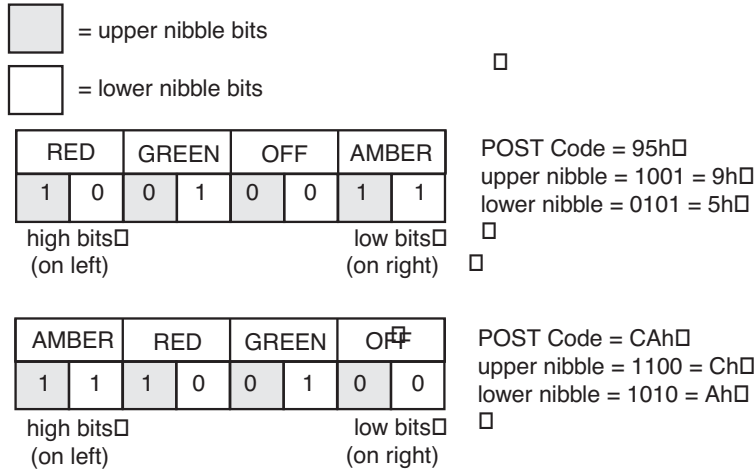 = upper nibble bits
= lower nibble bits
RED GREEN OFF AMBER
1 0 0 1 0 0 1 1
high bits□ low bits□
(on left) (on right)
POST Code = 95h□
upper nibble = 1001 = 9h□
lower nibble = 0101 = 5h□
AMBER RED GREEN OFF
1 1 1 0 0 1 0 0
high bits□ low bits□
(on left) (on right)
POST Code = CAh□
upper nibble = 1100 = Ch□
lower nibble = 1010 = Ah□